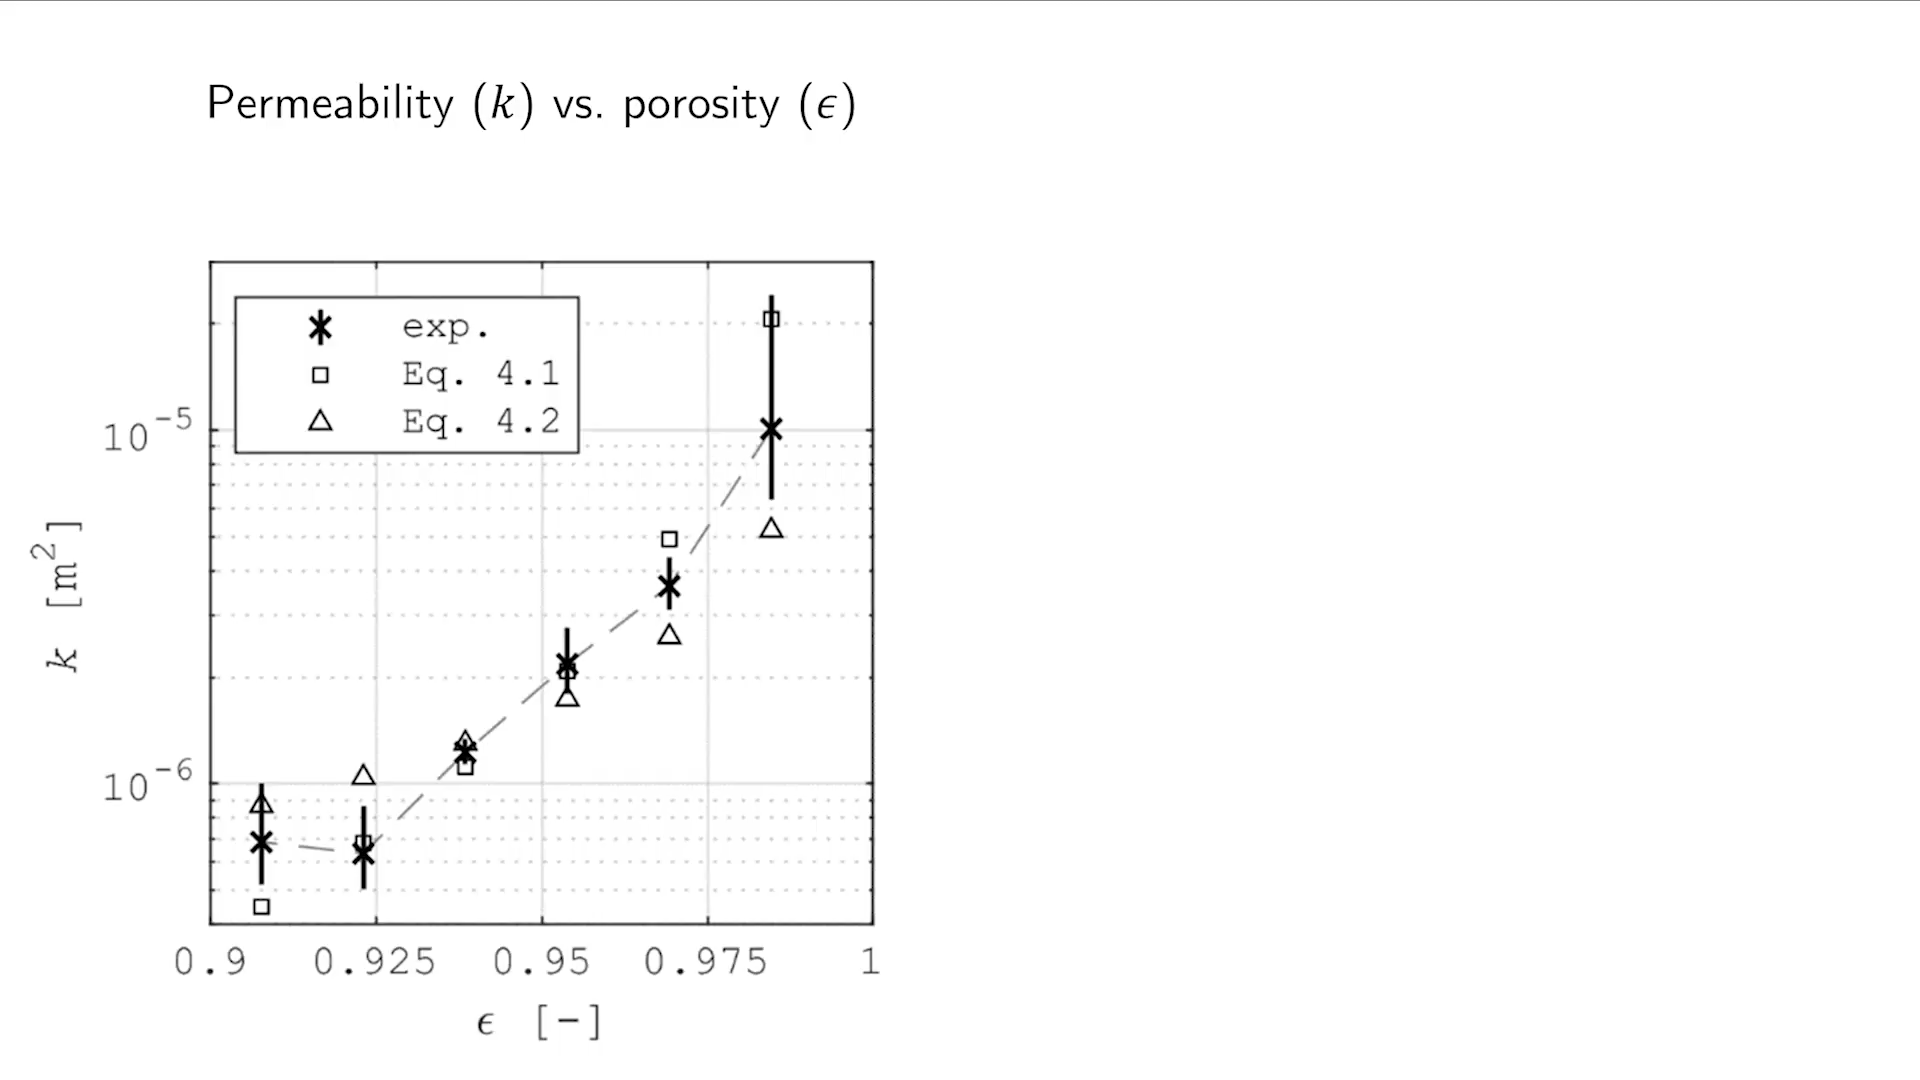 Permeability (k) vs. porosity (ϵ)
exp.
Eq. 4.1
Eq. 4.2
10⁻⁵
10⁻⁶
k [m²]
0.9 0.925 0.95 0.975 1
ϵ [-]